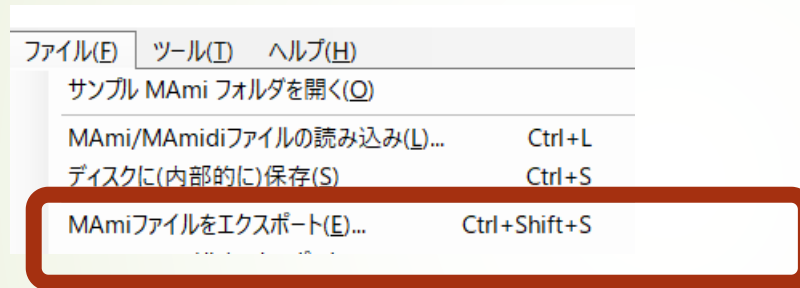 ファイル(F) ツール(T) ヘルプ(H)
サンプル MAmi フォルダを開く(O)
MAmi/MAmidiファイルの読み込み(L)... Ctrl+L
ディスクに(内部的に)保存(S) Ctrl+S
MAmiファイルをエクスポート(E)... Ctrl+Shift+S